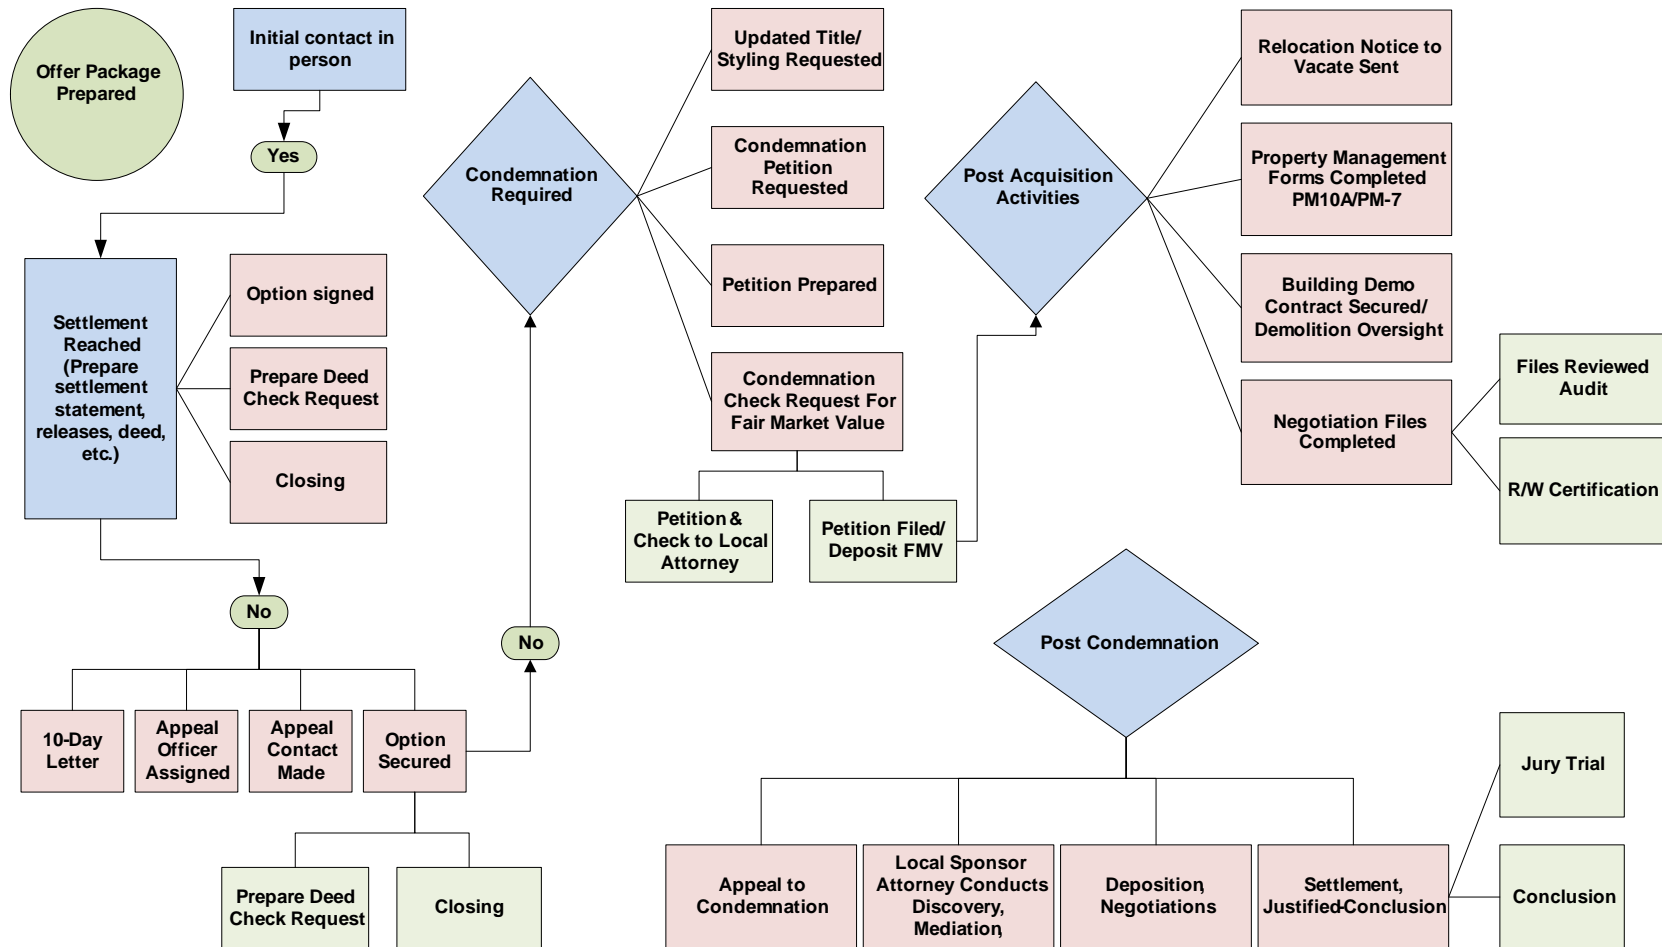 Offer Package
Prepared
Initial contact in
person
Yes
Settlement
Reached
(Prepare
settlement
statement,
releases, deed,
etc.)
Option signed
Prepare Deed
Check Request
Closing
No
10-Day
Letter
Appeal
Officer
Assigned
Appeal
Contact
Made
Option
Secured
Prepare Deed
Check Request
Closing
No
Condemnation
Required
Updated Title/
Styling Requested
Condemnation
Petition
Requested
Petition Prepared
Condemnation
Check Request For
Fair Market Value
Petition &
Check to Local
Attorney
Petition Filed/
Deposit FMV
Post Acquisition
Activities
Relocation Notice to
Vacate Sent
Property Management
Forms Completed
PM10A/PM-7
Building Demo
Contract Secured/
Demolition Oversight
Negotiation Files
Completed
Files Reviewed
Audit
R/W Certification
Post Condemnation
Appeal to
Condemnation
Local Sponsor
Attorney Conducts
Discovery,
Mediation,
Deposition,
Negotiations
Settlement,
Justified-Conclusion
Jury Trial
Conclusion